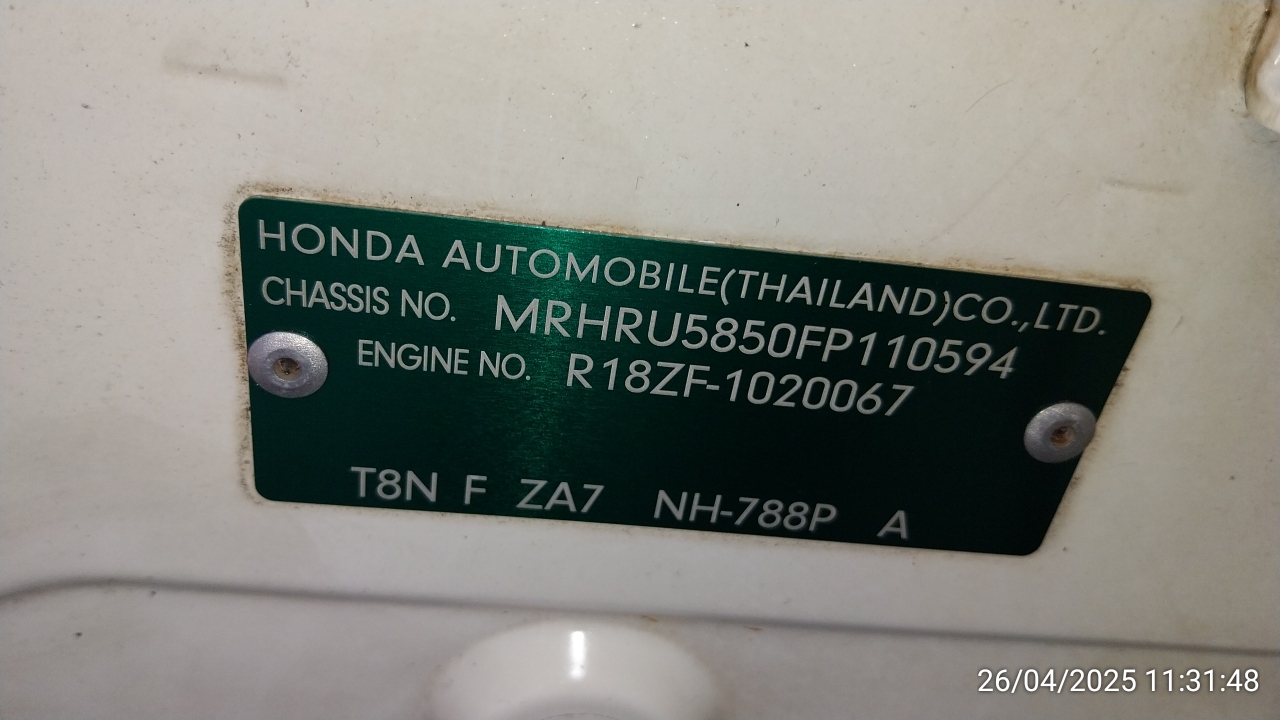 HONDA AUTOMOBILE(THAILAND)CO.,LTD.
CHASSIS NO. MRHRU5850FP110594
ENGINE NO. R18ZF-1020067
T8N F ZA7 NH-788P A
26/04/2025 11:31:48